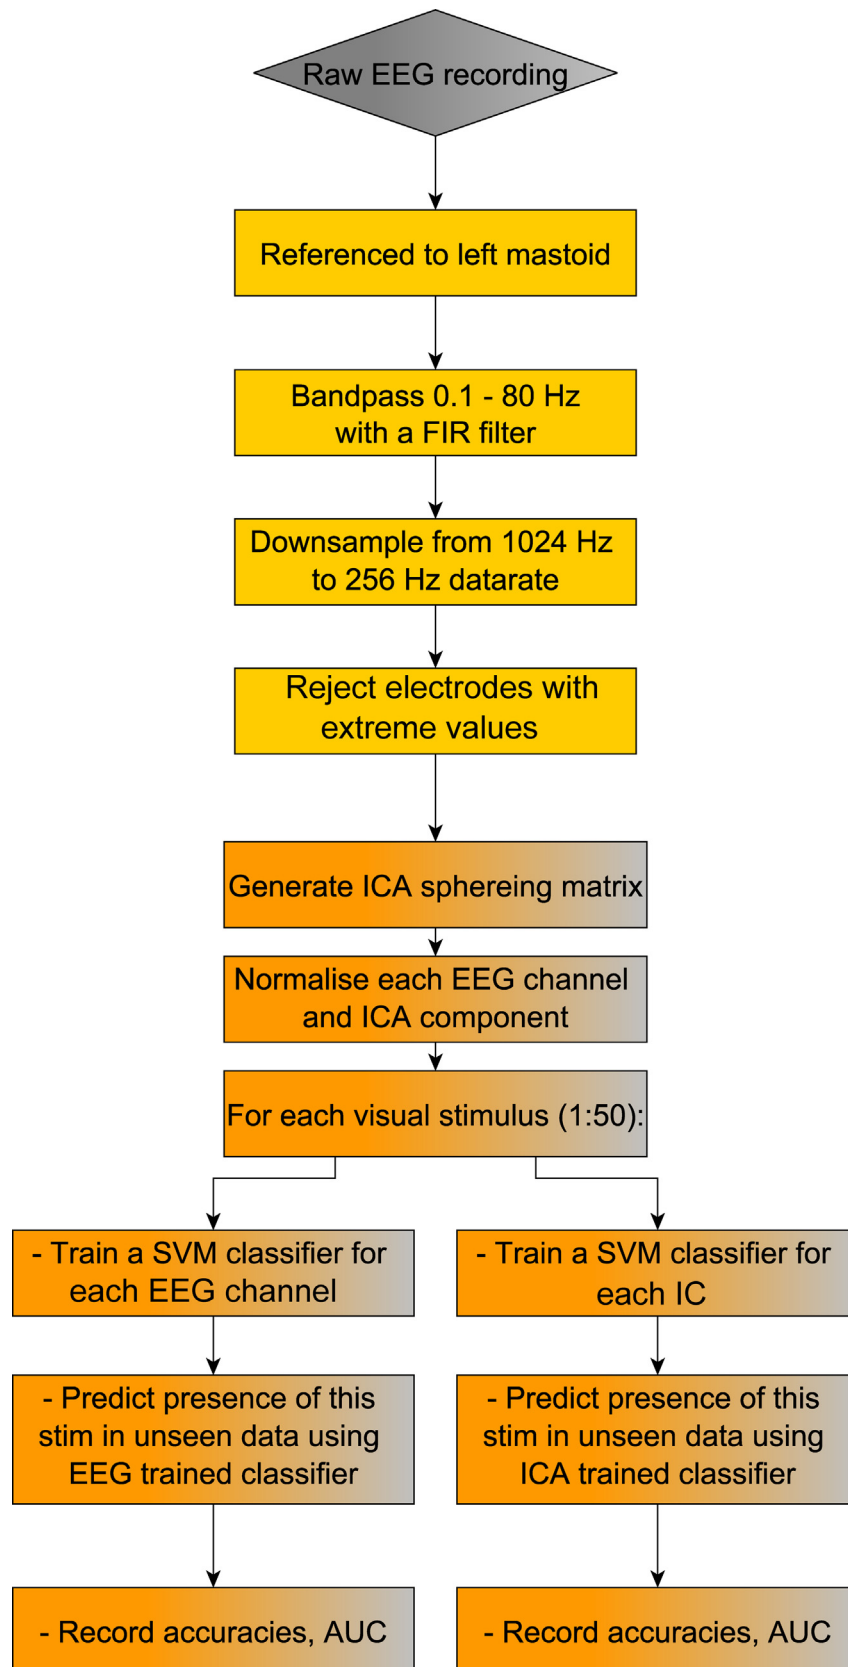 Raw EEG recording
Referenced to left mastoid
Bandpass 0.1 - 80 Hz
with a FIR filter
Downsample from 1024 Hz
to 256 Hz datarate
Reject electrodes with
extreme values
Generate ICA sphereing matrix
Normalise each EEG channel
and ICA component
For each visual stimulus (1:50):
- Train a SVM classifier for
each EEG channel
- Predict presence of this
stim in unseen data using
EEG trained classifier
- Record accuracies, AUC
- Train a SVM classifier for
each IC
- Predict presence of this
stim in unseen data using
ICA trained classifier
- Record accuracies, AUC